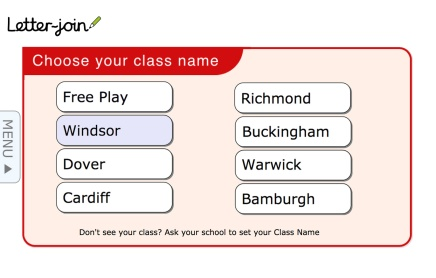 Letter-join
Choose your class name
Free Play
Richmond
Windsor
Buckingham
Dover
Warwick
Cardiff
Bamburgh
MENU
Don't see your class? Ask your school to set your Class Name